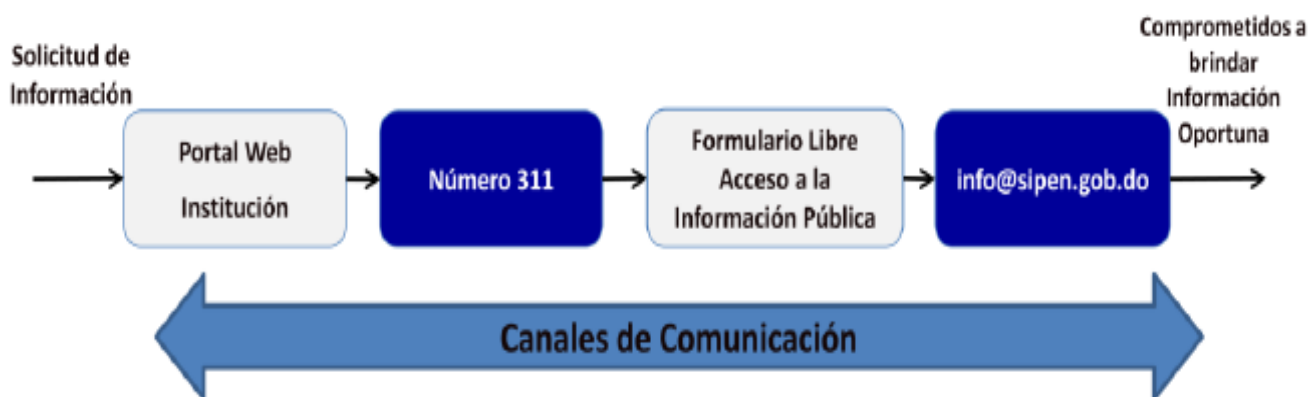 Solicitud de
Información
Portal Web
Institución
Número 311
Formulario Libre
Acceso a la
Información Pública
info@sipen.gob.do
Comprometidos a
brindar
Información
Oportuna
Canales de Comunicación